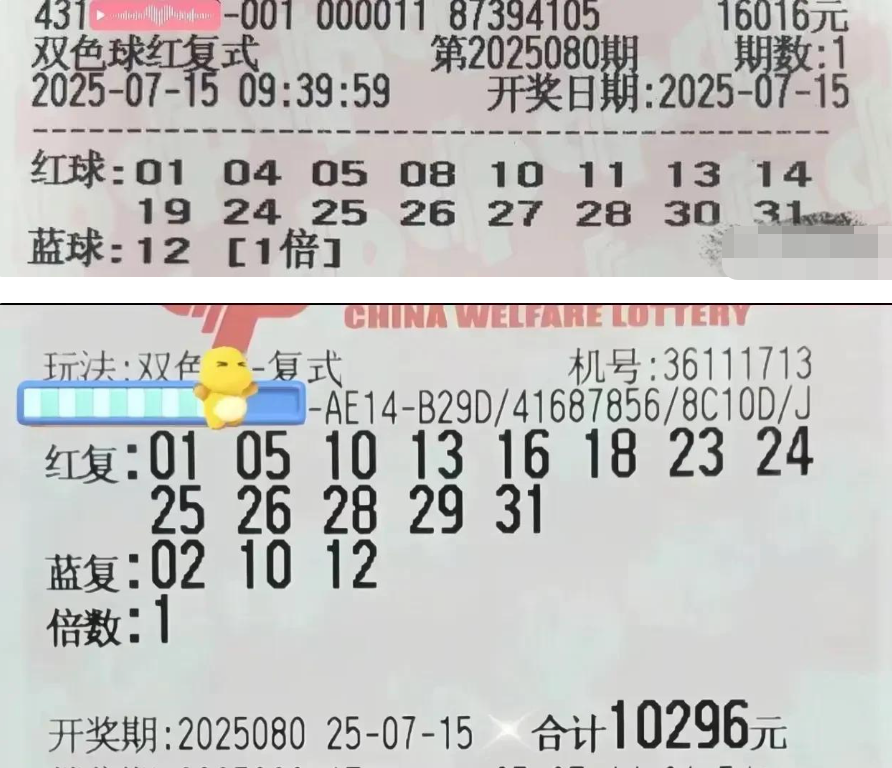 431 -001 000011 87394105 16016元
双色球红复式 第2025080期 期数:1
2025-07-15 09:39:59 开奖日期:2025-07-15
红球:01 04 05 08 10 11 13 14
19 24 25 26 27 28 30 31
蓝球:12 [1倍]
CHINA WELFARE LOTTERY
玩法:双色 -复式 机号:36111713
-AE14-B29D/41687856/8C10D/J
红复:01 05 10 13 16 18 23 24
25 26 28 29 31
蓝复:02 10 12
倍数:1
开奖期:2025080 25-07-15 合计10296元